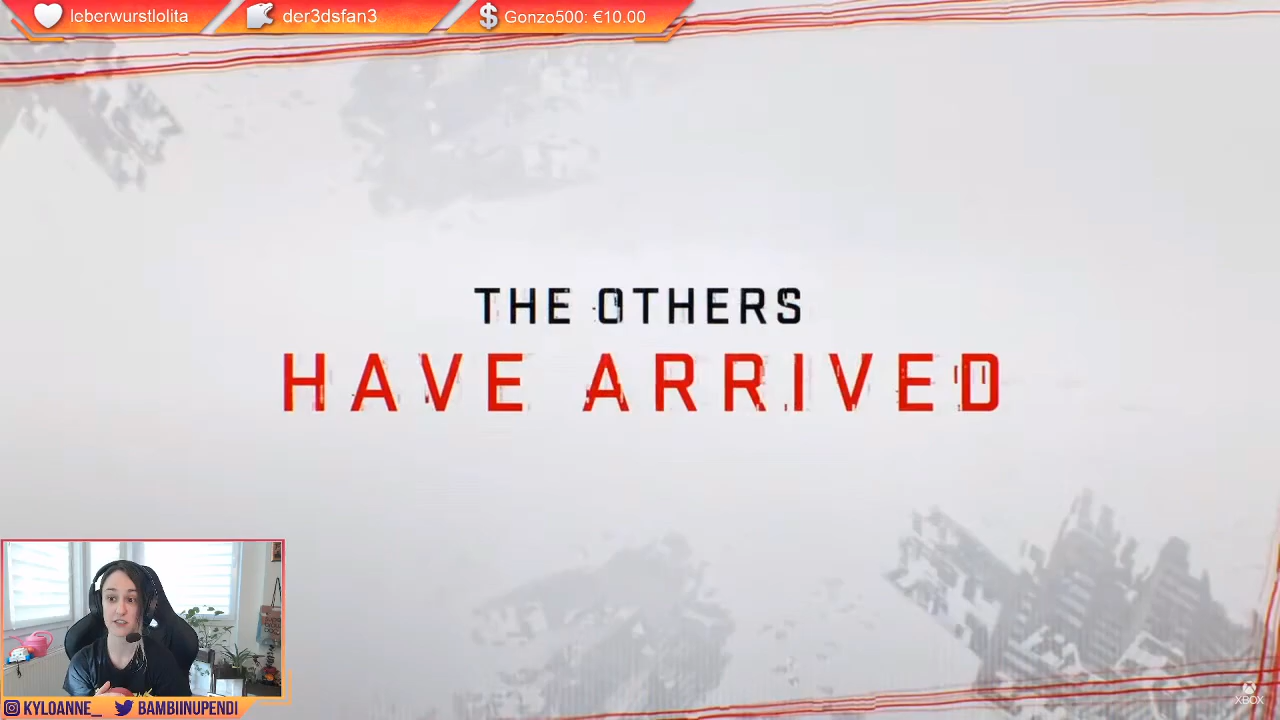 leberwurstlolita
der3dsfan3
$ Gonzo500: €10.00
THE OTHERS
HAVE ARRIVED
KYLOANNE_
BAMBIINUPENDI
XBOX